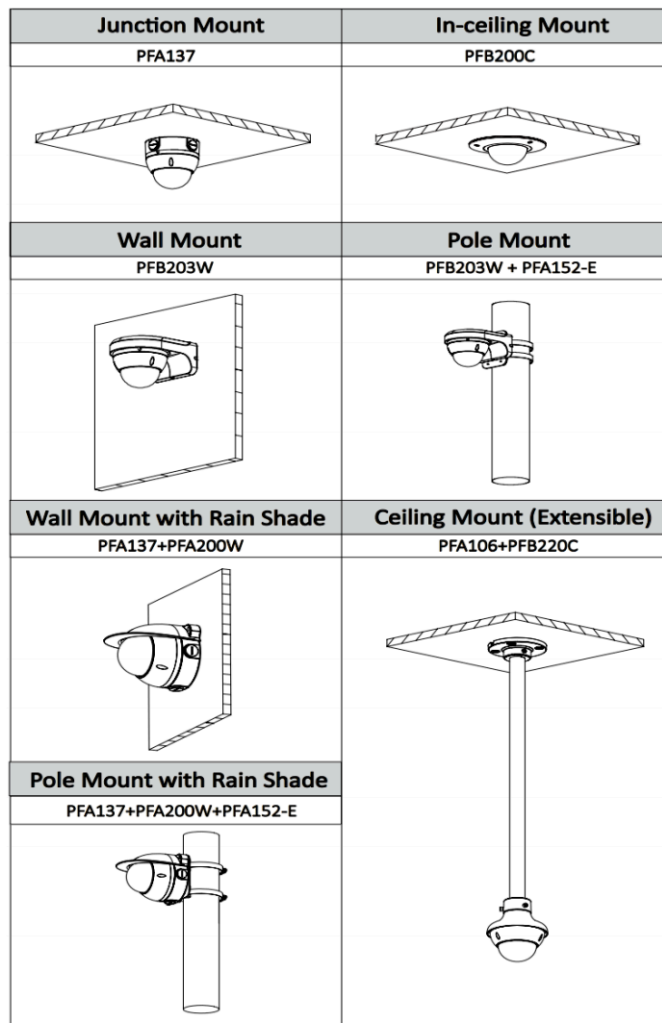 Junction Mount
PFA137
In-ceiling Mount
PFB200C
Wall Mount
PFB203W
Pole Mount
PFB203W + PFA152-E
Wall Mount with Rain Shade
PFA137+PFA200W
Ceiling Mount (Extensible)
PFA106+PFB220C
Pole Mount with Rain Shade
PFA137+PFA200W+PFA152-E